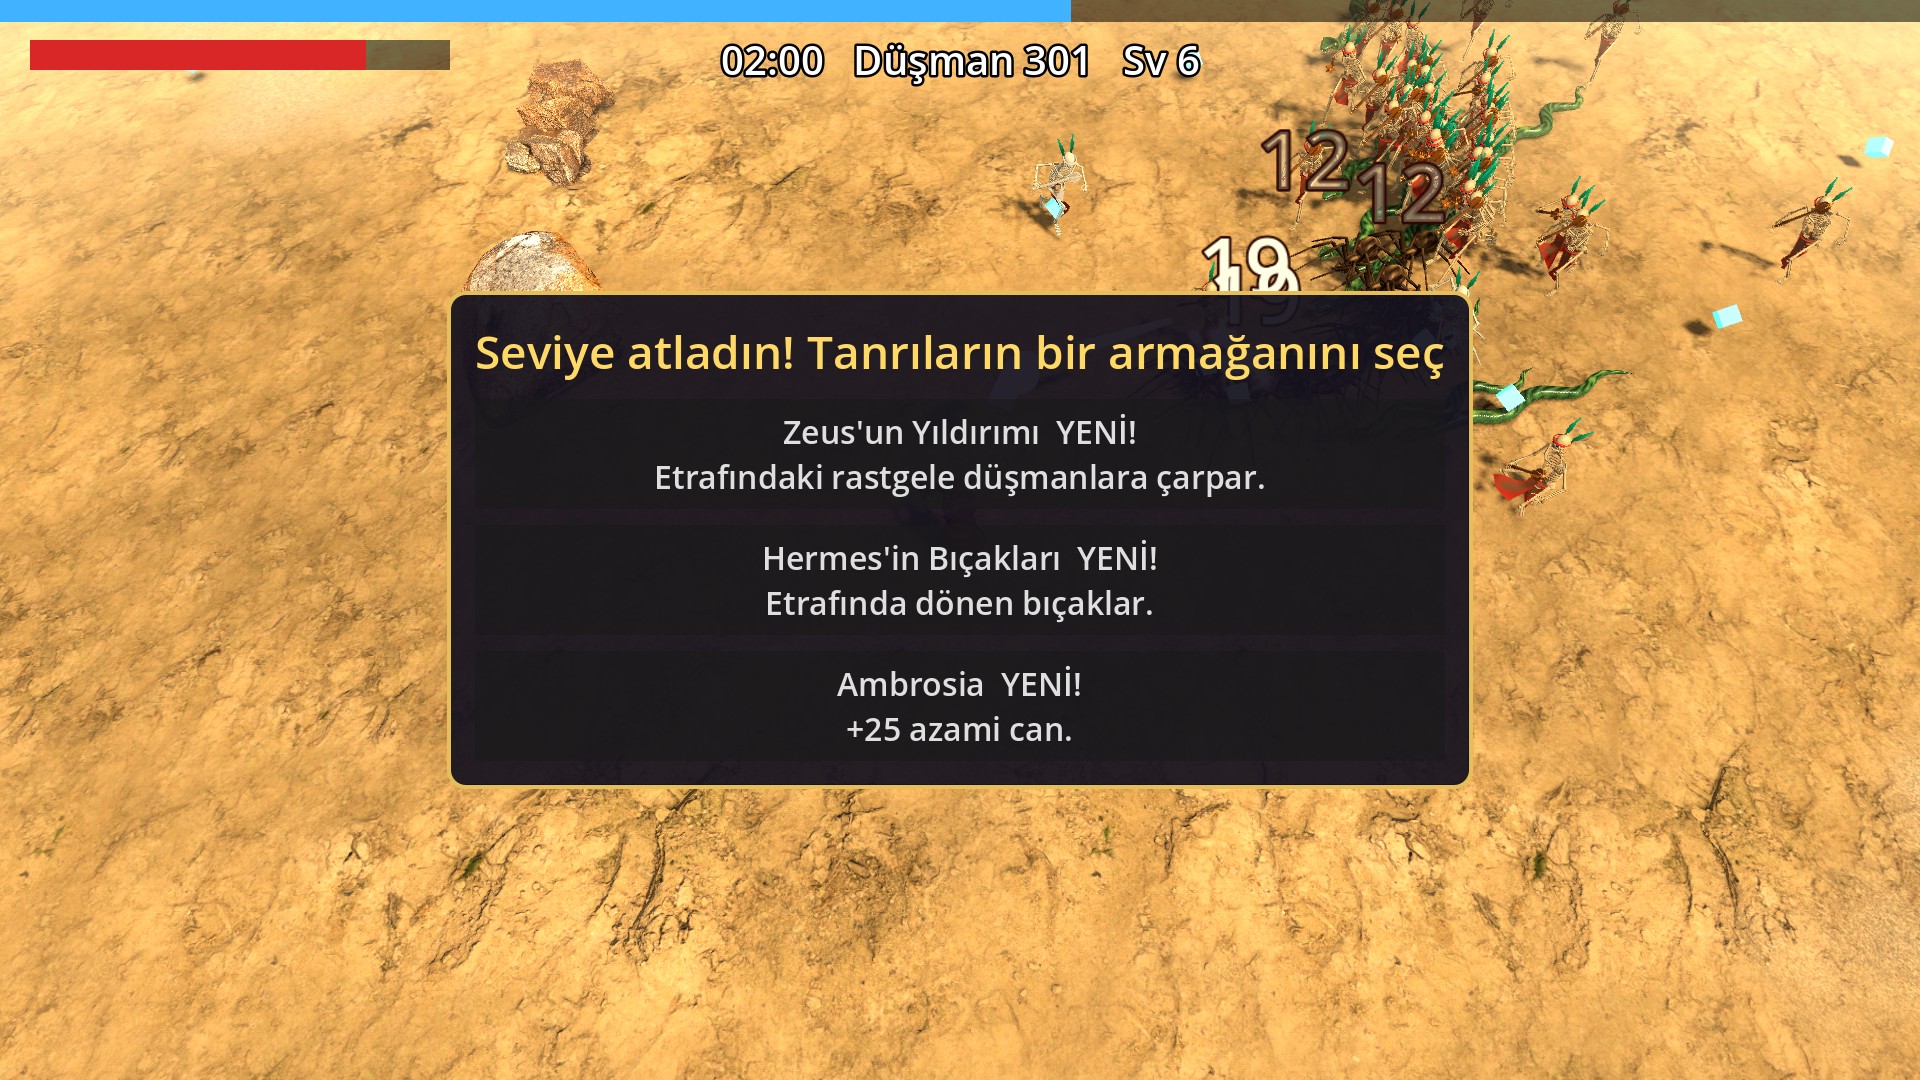 02:00 Düşman 301 Sv 6
12
12
19
19
Seviye atladın! Tanrıların bir armağanını seç
Zeus'un Yıldırımı YENİ!
Etrafındaki rastgele düşmanlara çarpar.
Hermes'in Bıçakları YENİ!
Etrafında dönen bıçaklar.
Ambrosia YENİ!
+25 azami can.